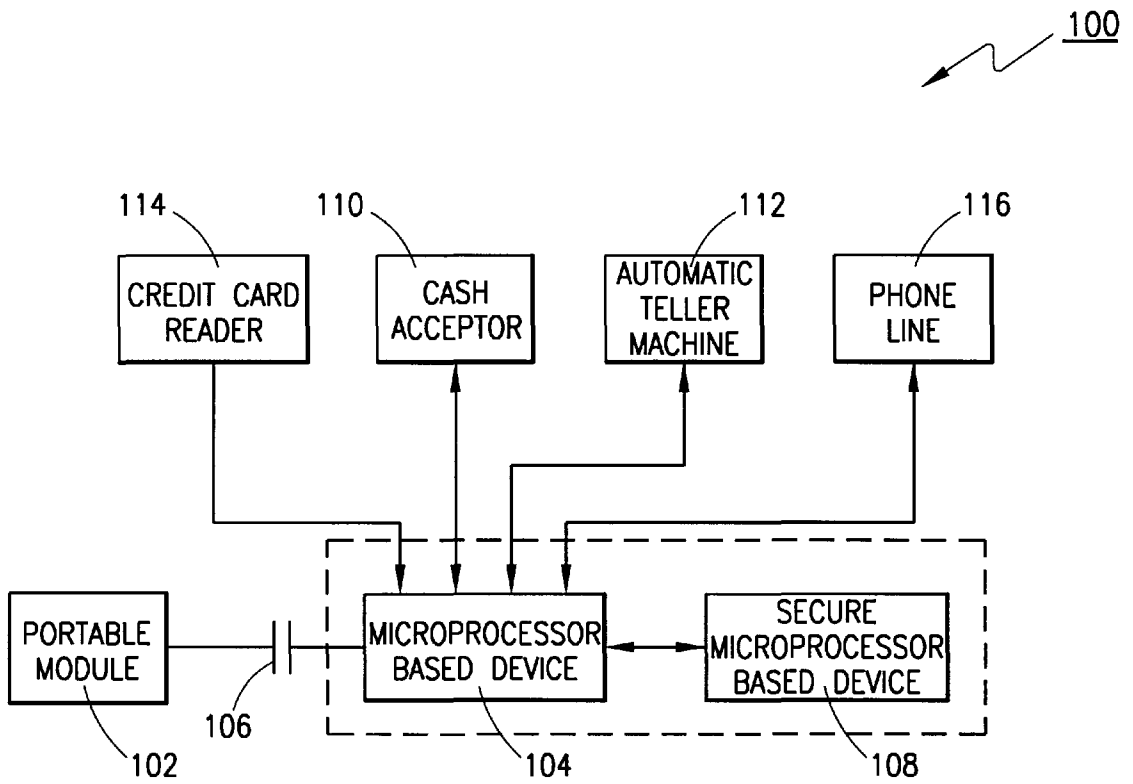 100
114
110
112
116
CREDIT CARD
READER
CASH
ACCEPTOR
AUTOMATIC
TELLER
MACHINE
PHONE
LINE
PORTABLE
MODULE
MICROPROCESSOR
BASED DEVICE
SECURE
MICROPROCESSOR
BASED DEVICE
106
102
104
108